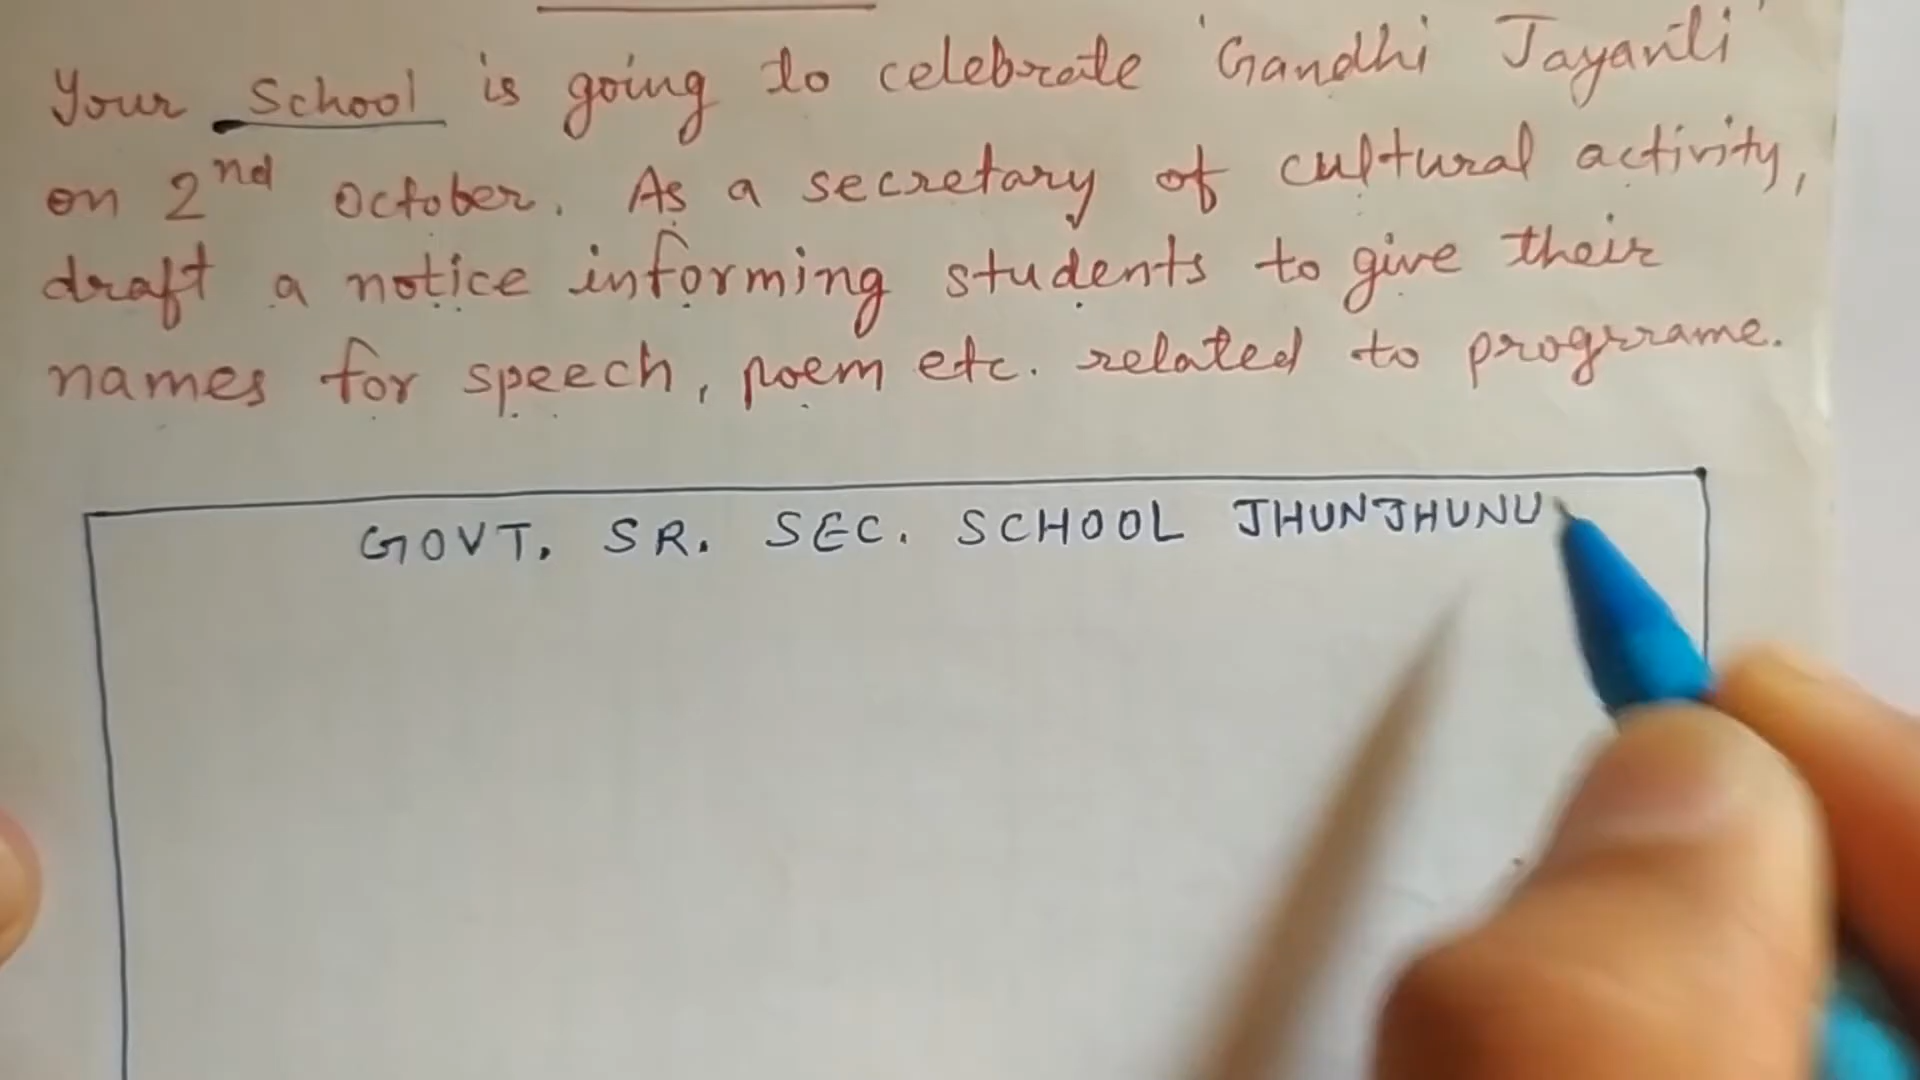 Your School is going to celebrate 'Gandhi Jayanti'
on 2nd october. As a secretary of cultural activity,
draft a notice informing students to give their
names for speech, poem etc. related to progrrame.
GOVT. SR. SEC. SCHOOL JHUNJHUNU